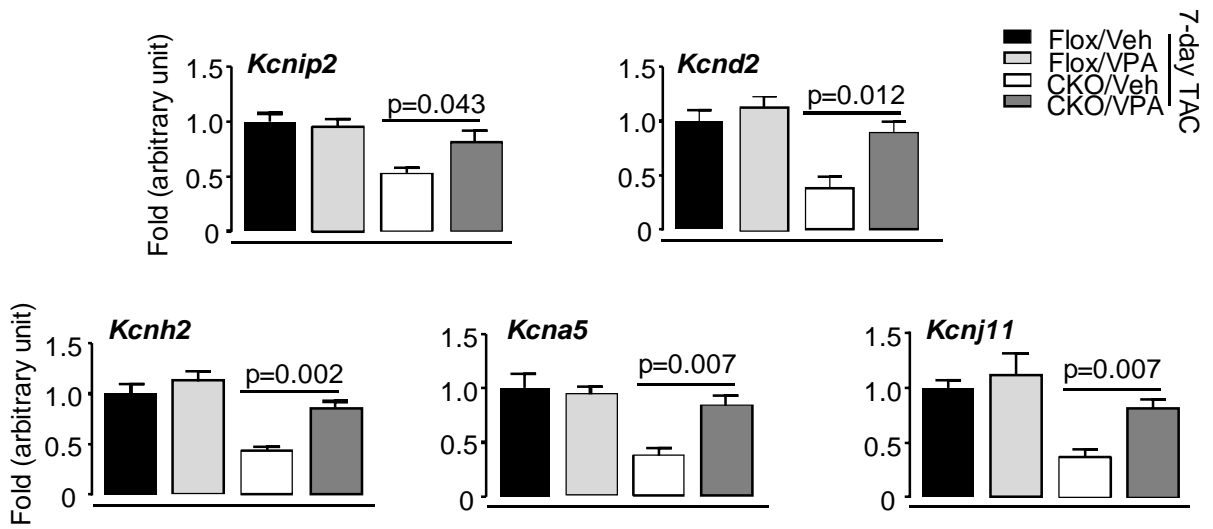 Flox/Veh
Flox/VPA
CKO/Veh
CKO/VPA
7-day TAC
Kcnip2
Fold (arbitrary unit)
1.5
1.0
0.5
0
p=0.043
Kcnd2
1.5
1.0
0.5
0
p=0.012
Kcnh2
Fold (arbitrary unit)
1.5
1.0
0.5
0
p=0.002
Kcna5
1.5
1.0
0.5
0
p=0.007
Kcnj11
1.5
1.0
0.5
0
p=0.007